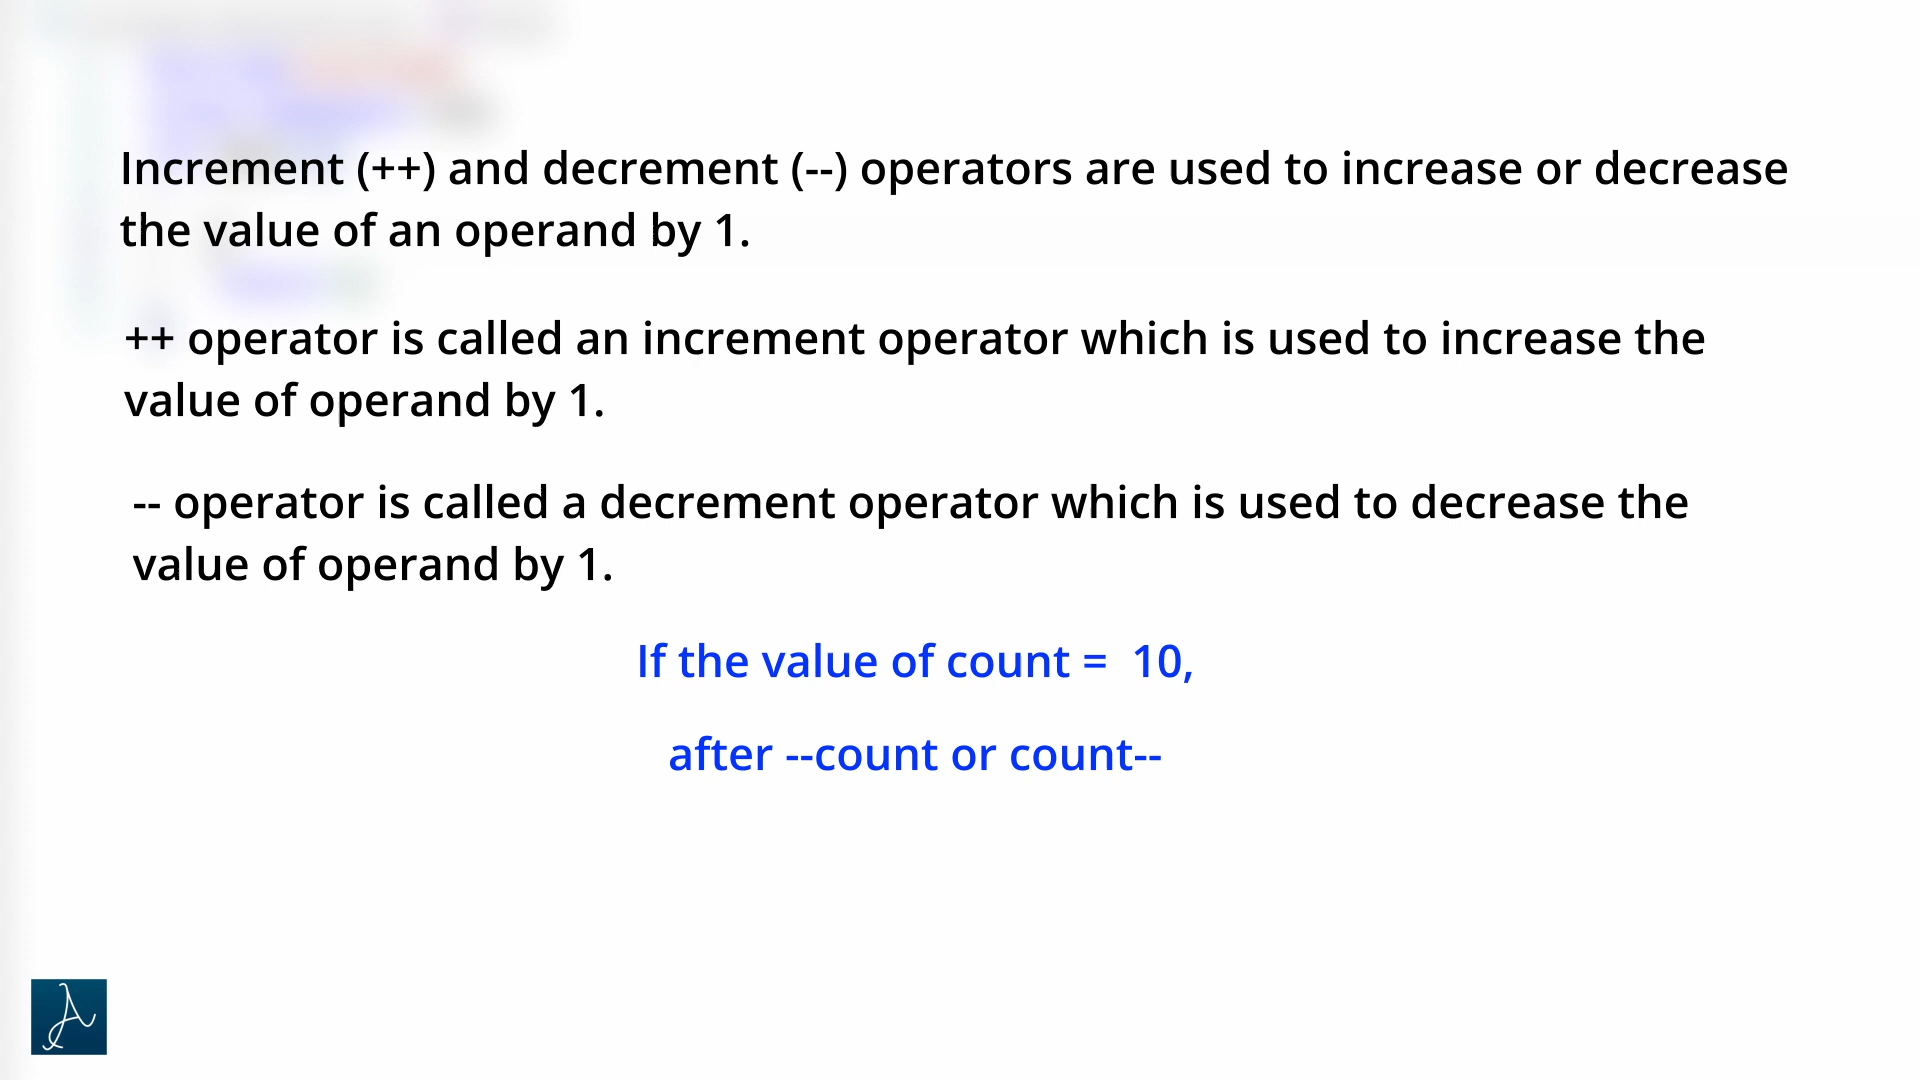 Increment (++) and decrement (--) operators are used to increase or decrease
the value of an operand by 1.
++ operator is called an increment operator which is used to increase the
value of operand by 1.
-- operator is called a decrement operator which is used to decrease the
value of operand by 1.
If the value of count =  10,
after --count or count--